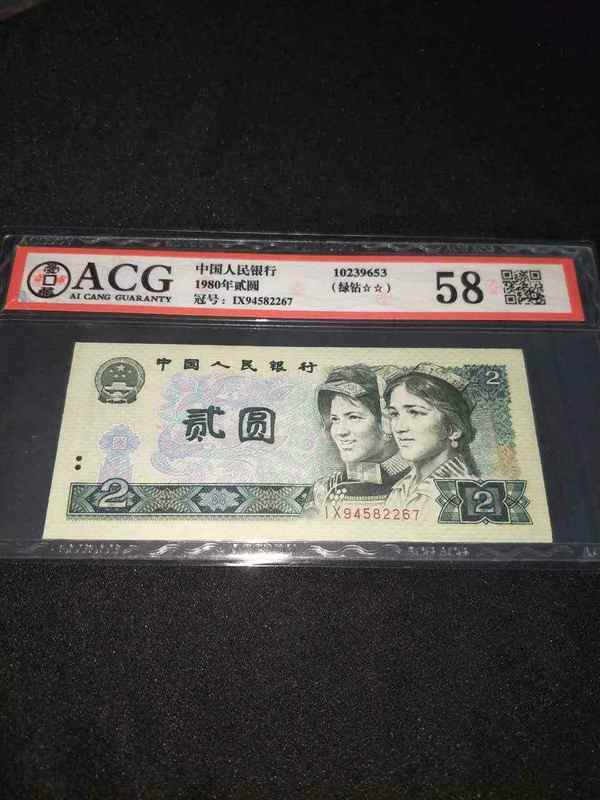 ACG
AI CANG GUARANTY
中国人民银行
1980年贰圆
冠号：IX94582267
10239653
（绿钻☆☆）
58
中国人民银行
2
贰圆
2
IX94582267
2